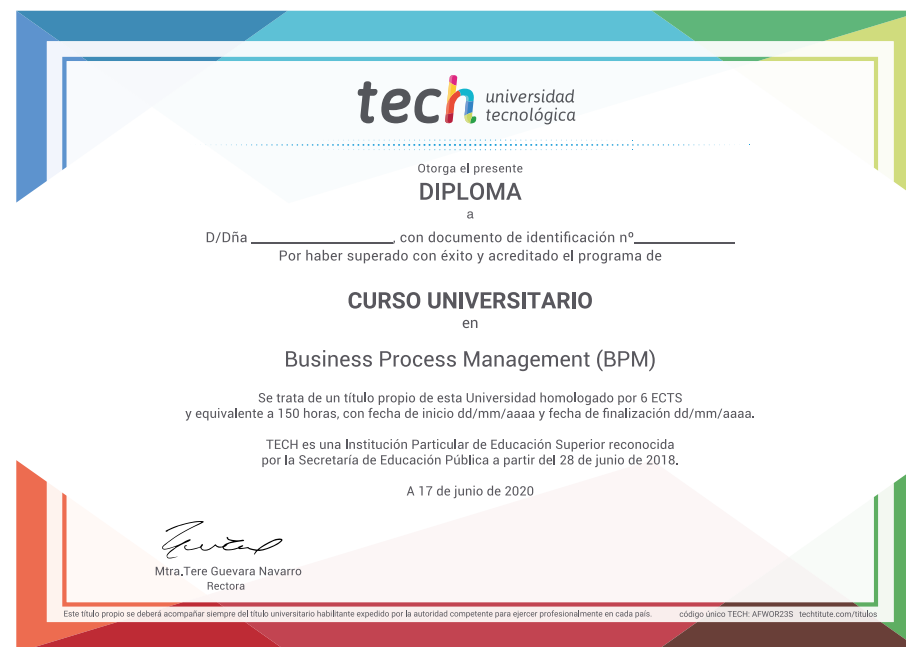 tech universidad
tecnológica
Otorga el presente
DIPLOMA
a
D/Dña ____________________, con documento de identificación nº______________
Por haber superado con éxito y acreditado el programa de
CURSO UNIVERSITARIO
en
Business Process Management (BPM)
Se trata de un título propio de esta Universidad homologado por 6 ECTS
y equivalente a 150 horas, con fecha de inicio dd/mm/aaaa y fecha de finalización dd/mm/aaaa.
TECH es una Institución Particular de Educación Superior reconocida
por la Secretaría de Educación Pública a partir del 28 de junio de 2018.
A 17 de junio de 2020
Mtra.Tere Guevara Navarro
Rectora
Este título propio se deberá acompañar siempre del título universitario habilitante expedido por la autoridad competente para ejercer profesionalmente en cada país. código único TECH: AFWOR23S techtitute.com/titulos